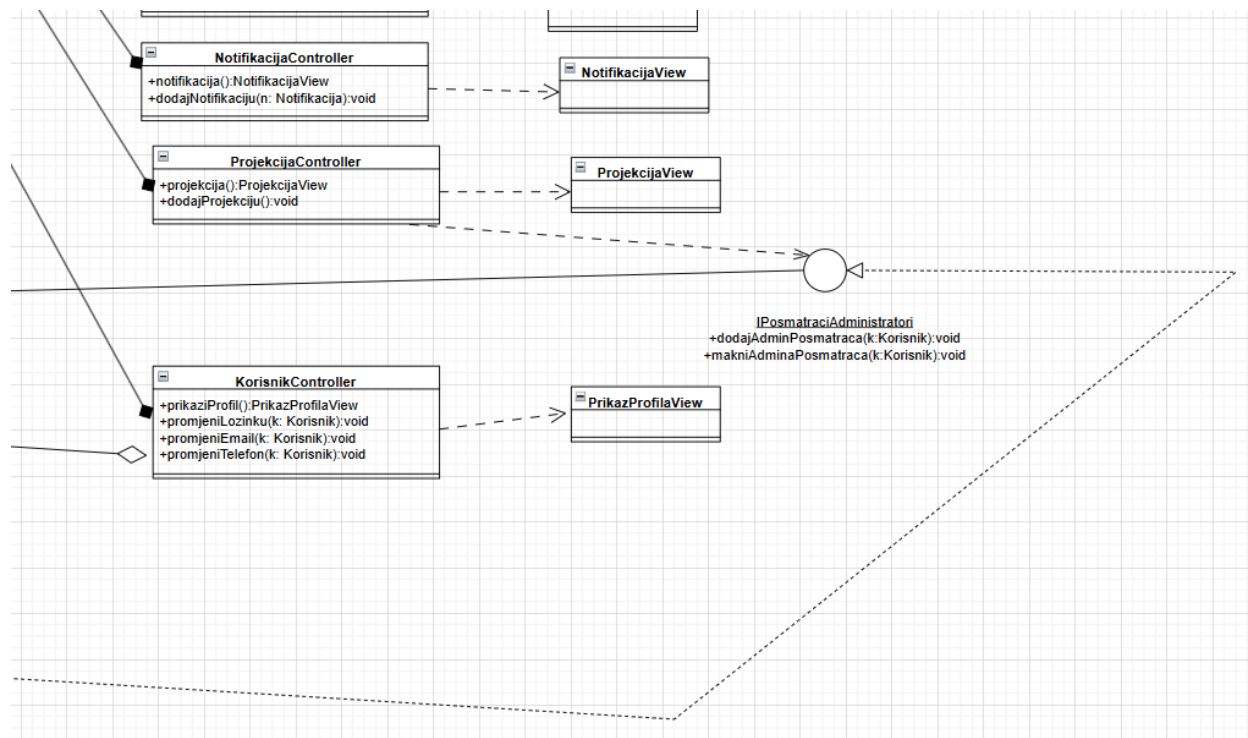 NotifikacijaController
+notifikacija():NotifikacijaView
+dodajNotifikaciju(n: Notifikacija):void
NotifikacijaView
ProjekcijaController
+projekcija():ProjekcijaView
+dodajProjekciju():void
ProjekcijaView
IPosmatraciAdministratori
+dodajAdminPosmatraca(k:Korisnik):void
+makniAdminaPosmatraca(k:Korisnik):void
KorisnikController
+prikaziProfil():PrikazProfilaView
+promjeniLozinku(k: Korisnik):void
+promjeniEmail(k: Korisnik):void
+promjeniTelefon(k: Korisnik):void
PrikazProfilaView